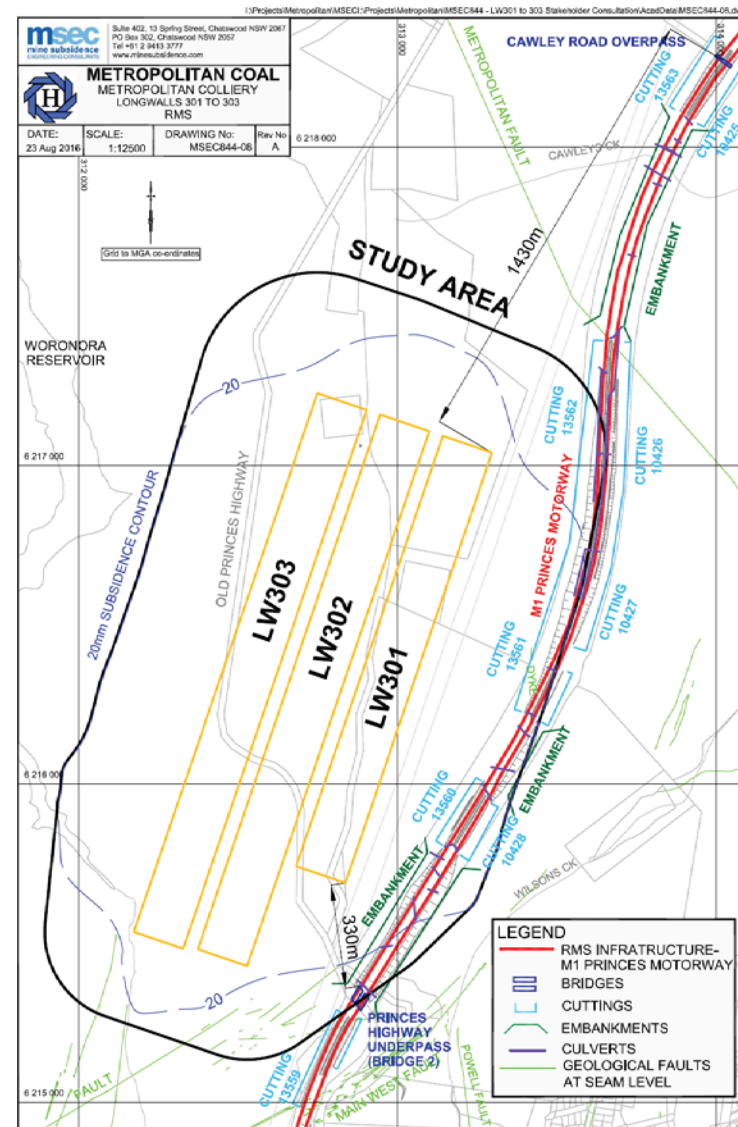 I:\Projects\Metropolitan\MSECI:\Projects\Metropolitan\MSEC844 - LW301 to 303 Stakeholder Consultation\AcadData\MSEC844-08.dw
msec
mine subsidence
ENGINEERING CONSULTANTS
Suite 402, 13 Spring Street, Chatswood NSW 2067
PO Box 302, Chatswood NSW 2057
Tel +61 2 9413 3777
www.minesubsidence.com
H
METROPOLITAN COAL
METROPOLITAN COLLIERY
LONGWALLS 301 TO 303
RMS
DATE:
23 Aug 2016
SCALE:
1:12500
DRAWING No:
MSEC844-08
Rev No
A
312 000
313 000
314 000
6 218 000
6 217 000
6 216 000
6 215 000
Grid to MGA co-ordinates
CAWLEY ROAD OVERPASS
METROPOLITAN FAULT
CUTTING
13563
CUTTING
10425
CAWLEYS CK
1430m
EMBANKMENT
STUDY AREA
WORONORA
RESERVOIR
20
CUTTING
13562
CUTTING
10426
M1 PRINCES MOTORWAY
OLD PRINCES HIGHWAY
20mm SUBSIDENCE CONTOUR
LW303
LW302
LW301
CUTTING
10427
CUTTING
13561
DYKE
EMBANKMENT
CUTTING
13560
CUTTING
10428
EMBANKMENT
WILSONS CK
330m
20
PRINCES
HIGHWAY
UNDERPASS
(BRIDGE 2)
CUTTING
13559
FAULT
MAIN WEST FAULT
POWELL FAULT
LEGEND
RMS INFRATRUCTURE-
M1 PRINCES MOTORWAY
BRIDGES
CUTTINGS
EMBANKMENTS
CULVERTS
GEOLOGICAL FAULTS
AT SEAM LEVEL